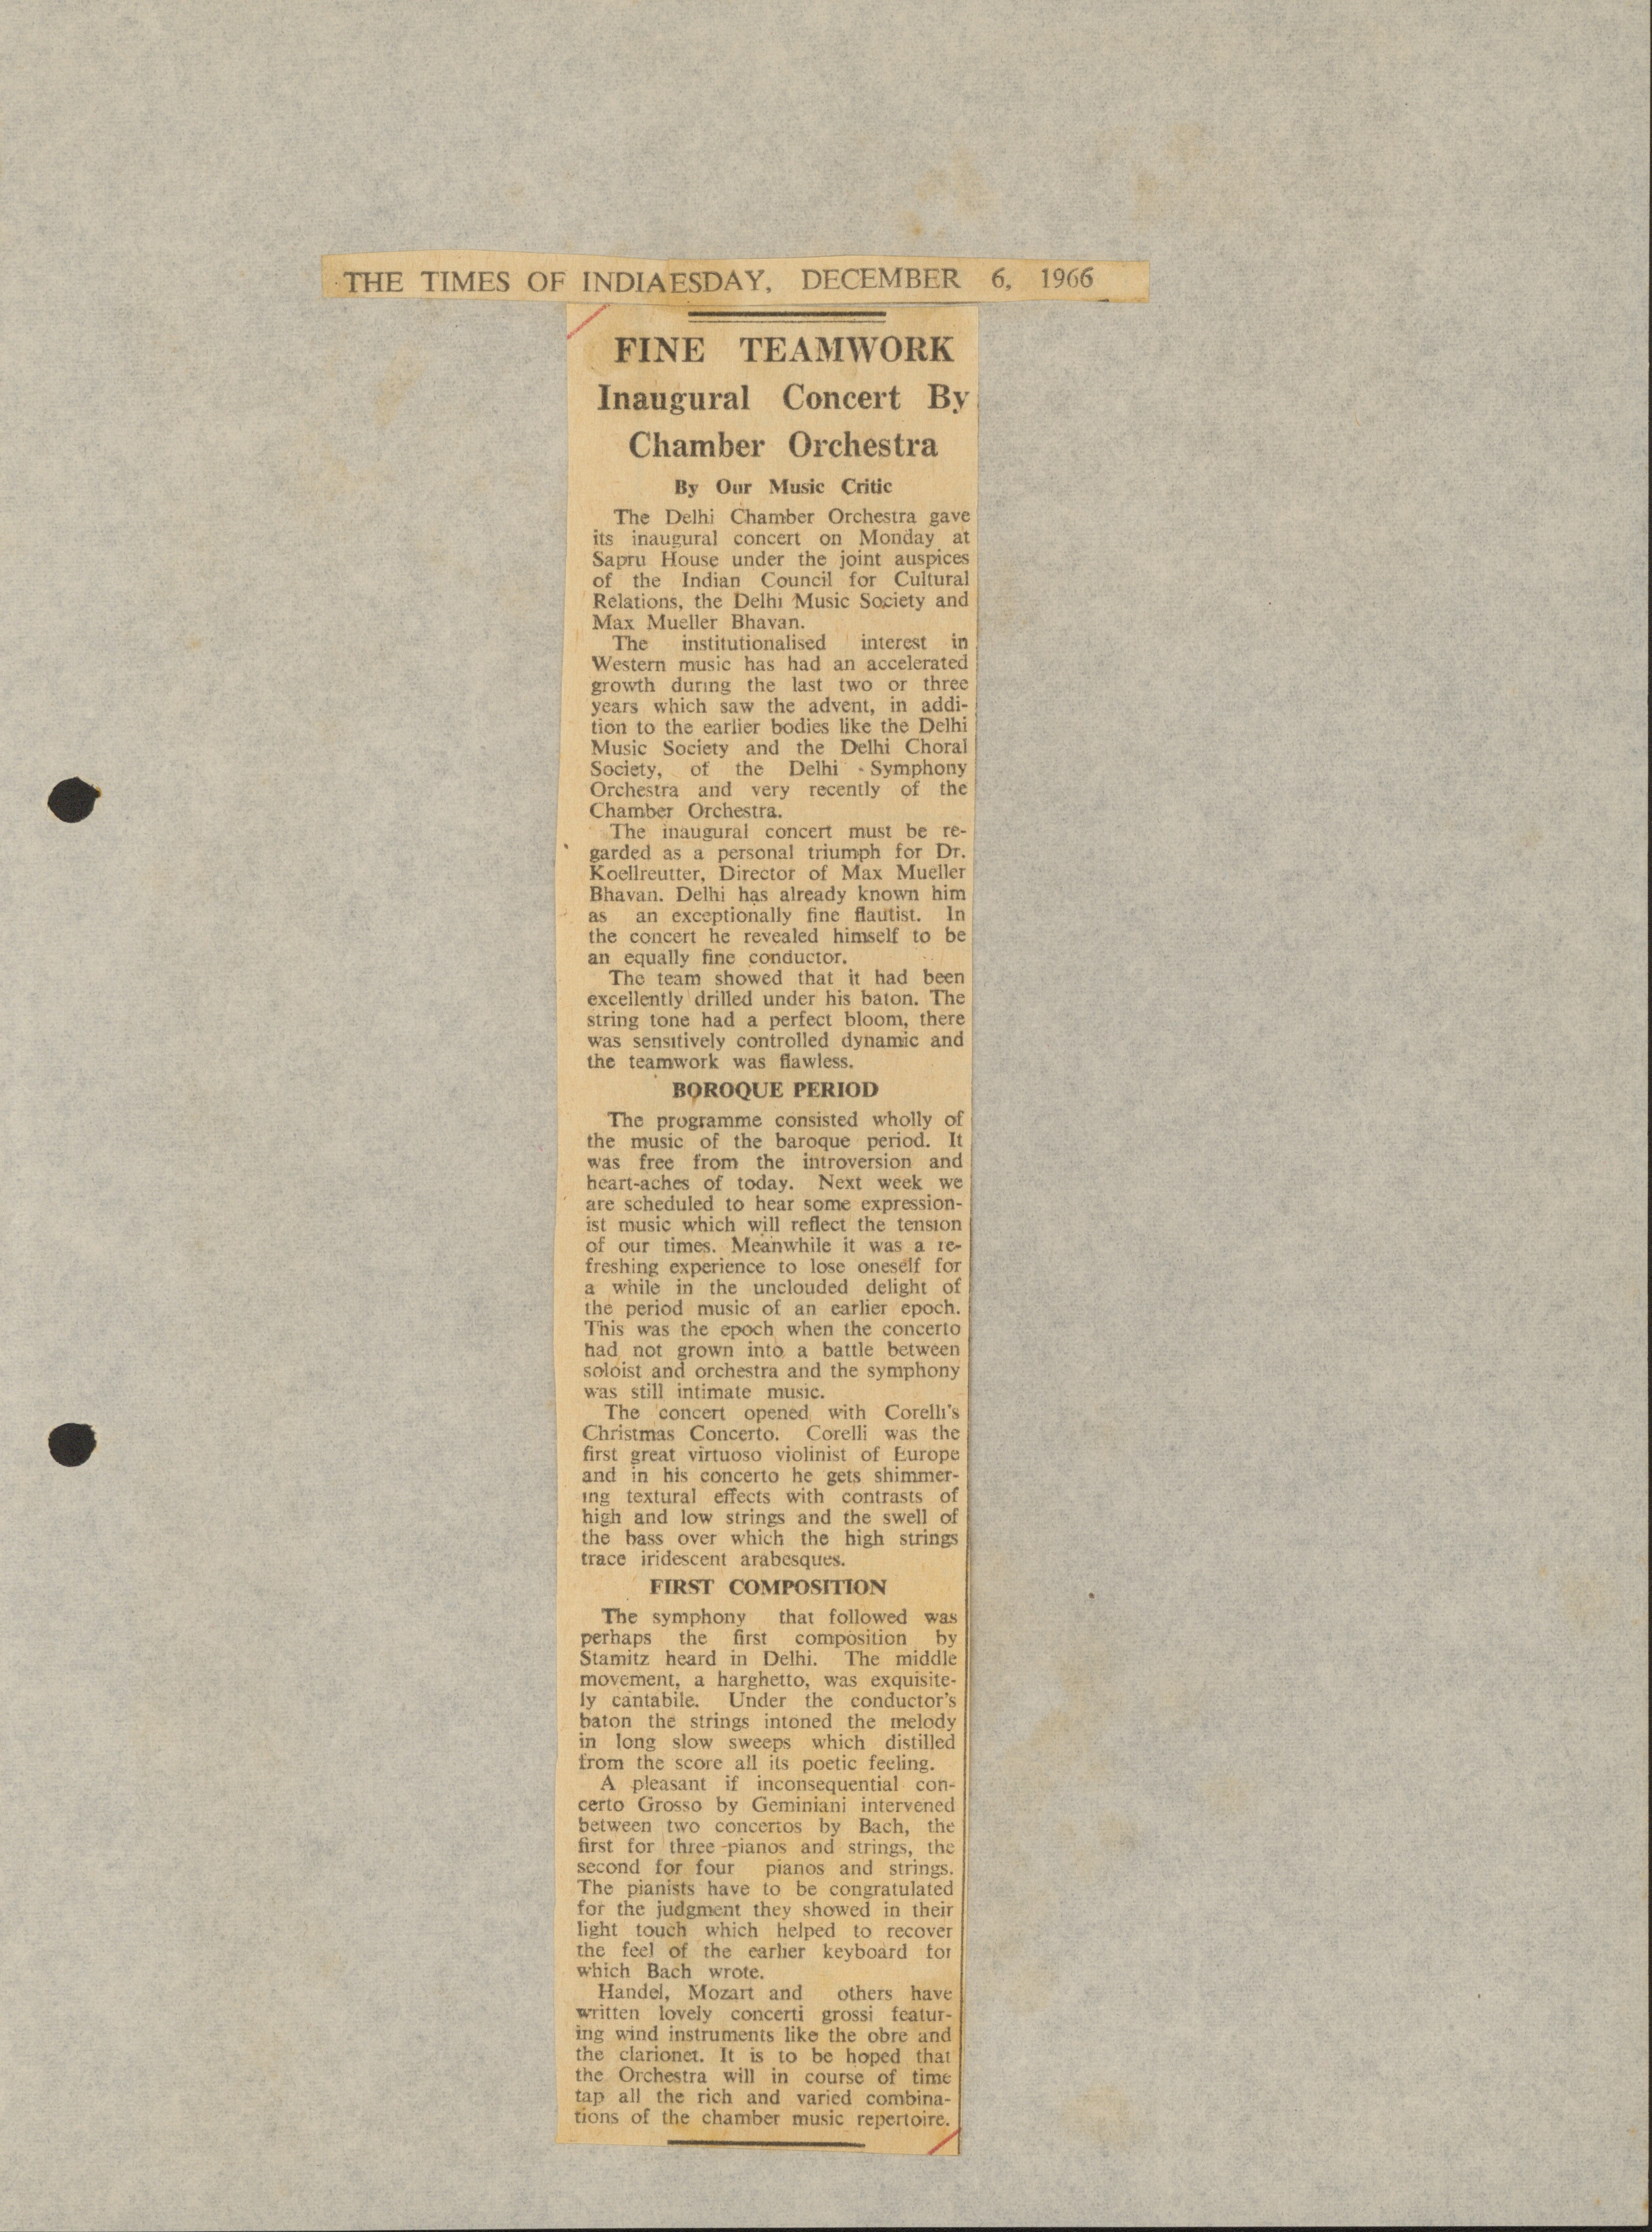 THE TIMES OF INDIAESDAY, DECEMBER 6, 1966
FINE TEAMWORK
Inaugural Concert By
Chamber Orchestra
By Our Music Critic
The Delhi Chamber Orchestra gave
its inaugural concert on Monday at
Sapru House under the joint auspices
of the Indian Council for Cultural
Relations, the Delhi Music Society and
Max Mueller Bhavan.
The institutionalised interest in
Western music has had an accelerated
growth during the last two or three
years which saw the advent, in addi-
tion to the earlier bodies like the Delhi
Music Society and the Delhi Choral
Society, of the Delhi - Symphony
Orchestra and very recently of the
Chamber Orchestra.
The inaugural concert must be re-
garded as a personal triumph for Dr.
Koellreutter, Director of Max Mueller
Bhavan. Delhi has already known him
as an exceptionally fine flautist. In
the concert he revealed himself to be
an equally fine conductor.
The team showed that it had been
excellently drilled under his baton. The
string tone had a perfect bloom, there
was sensitively controlled dynamic and
the teamwork was flawless.
BOROQUE PERIOD
The programme consisted wholly of
the music of the baroque period. It
was free from the introversion and
heart-aches of today. Next week we
are scheduled to hear some expression-
ist music which will reflect the tension
of our times. Meanwhile it was a re-
freshing experience to lose oneself for
a while in the unclouded delight of
the period music of an earlier epoch.
This was the epoch when the concerto
had not grown into a battle between
soloist and orchestra and the symphony
was still intimate music.
The concert opened with Corelli's
Christmas Concerto. Corelli was the
first great virtuoso violinist of Europe
and in his concerto he gets shimmer-
ing textural effects with contrasts of
high and low strings and the swell of
the bass over which the high strings
trace iridescent arabesques.
FIRST COMPOSITION
The symphony that followed was
perhaps the first composition by
Stamitz heard in Delhi. The middle
movement, a harghetto, was exquisite-
ly cantabile. Under the conductor's
baton the strings intoned the melody
in long slow sweeps which distilled
from the score all its poetic feeling.
A pleasant if inconsequential con-
certo Grosso by Geminiani intervened
between two concertos by Bach, the
first for three pianos and strings, the
second for four pianos and strings.
The pianists have to be congratulated
for the judgment they showed in their
light touch which helped to recover
the feel of the earlier keyboard for
which Bach wrote.
Handel, Mozart and others have
written lovely concerti grossi featur-
ing wind instruments like the obre and
the clarionet. It is to be hoped that
the Orchestra will in course of time
tap all the rich and varied combina-
tions of the chamber music repertoire.